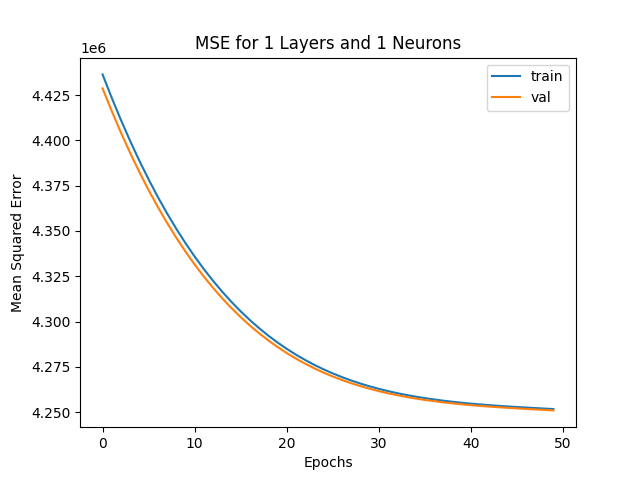 MSE for 1 Layers and 1 Neurons
1e6
train
val
4.425
4.400
4.375
4.350
4.325
4.300
4.275
4.250
Mean Squared Error
0 10 20 30 40 50
Epochs